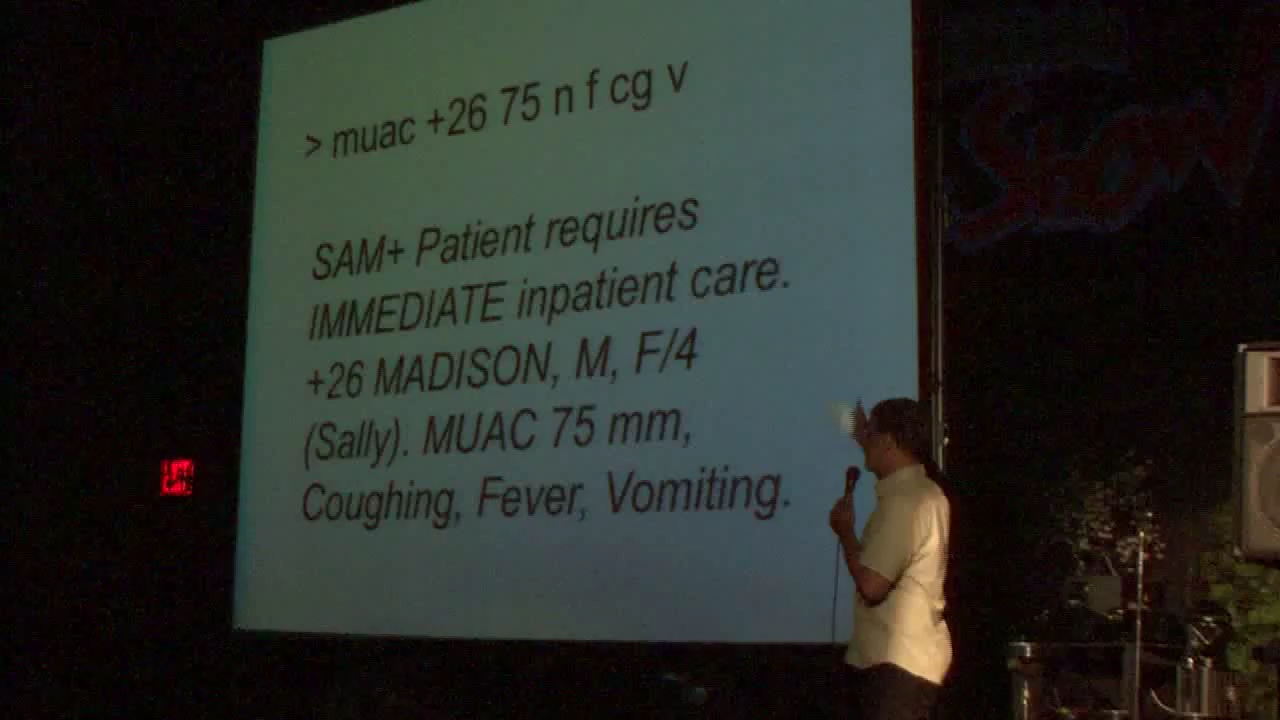 > muac +26 75 n f cg v
SAM+ Patient requires
IMMEDIATE inpatient care.
+26 MADISON, M, F/4
(Sally). MUAC 75 mm,
Coughing, Fever, Vomiting.